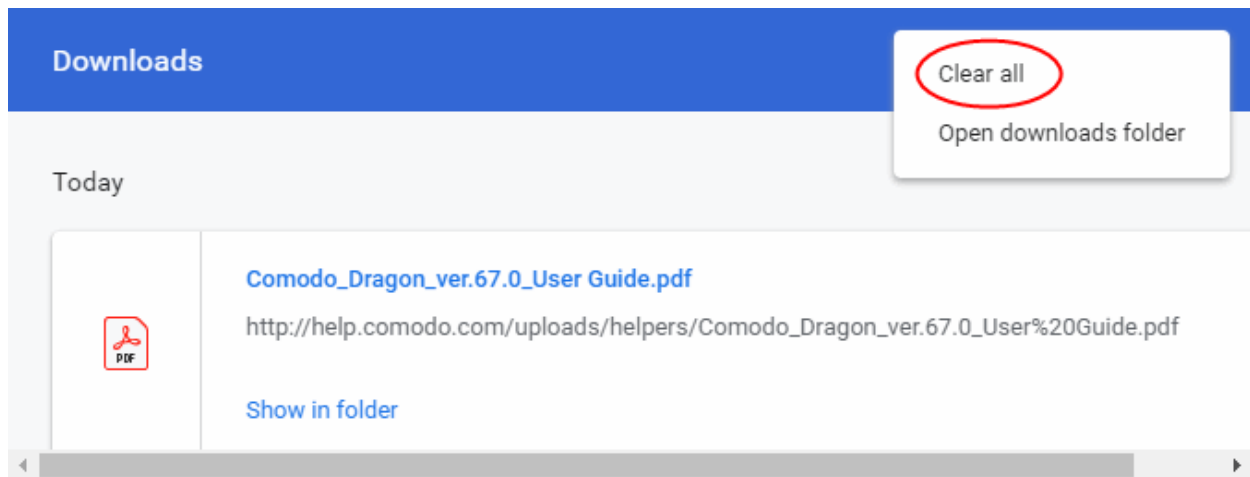 Downloads
Clear all
Open downloads folder
Today
Comodo_Dragon_ver.67.0_User Guide.pdf
PDF
http://help.comodo.com/uploads/helpers/Comodo_Dragon_ver.67.0_User%20Guide.pdf
Show in folder